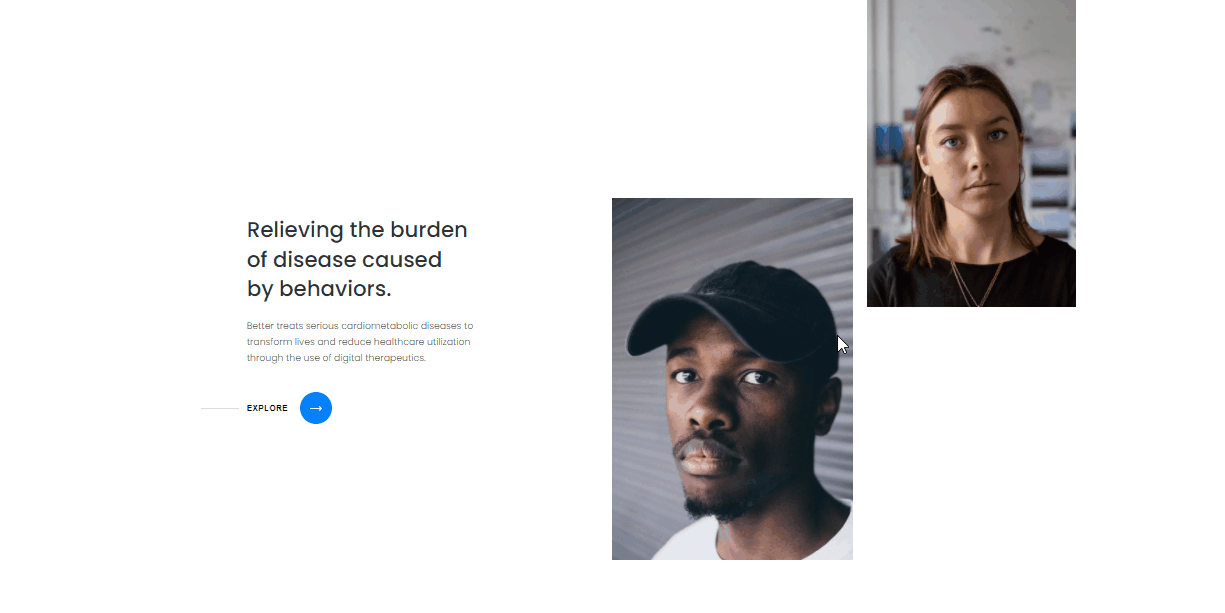 Relieving the burden
of disease caused
by behaviors.
Better treats serious cardiometabolic diseases to
transform lives and reduce healthcare utilization
through the use of digital therapeutics.
EXPLORE